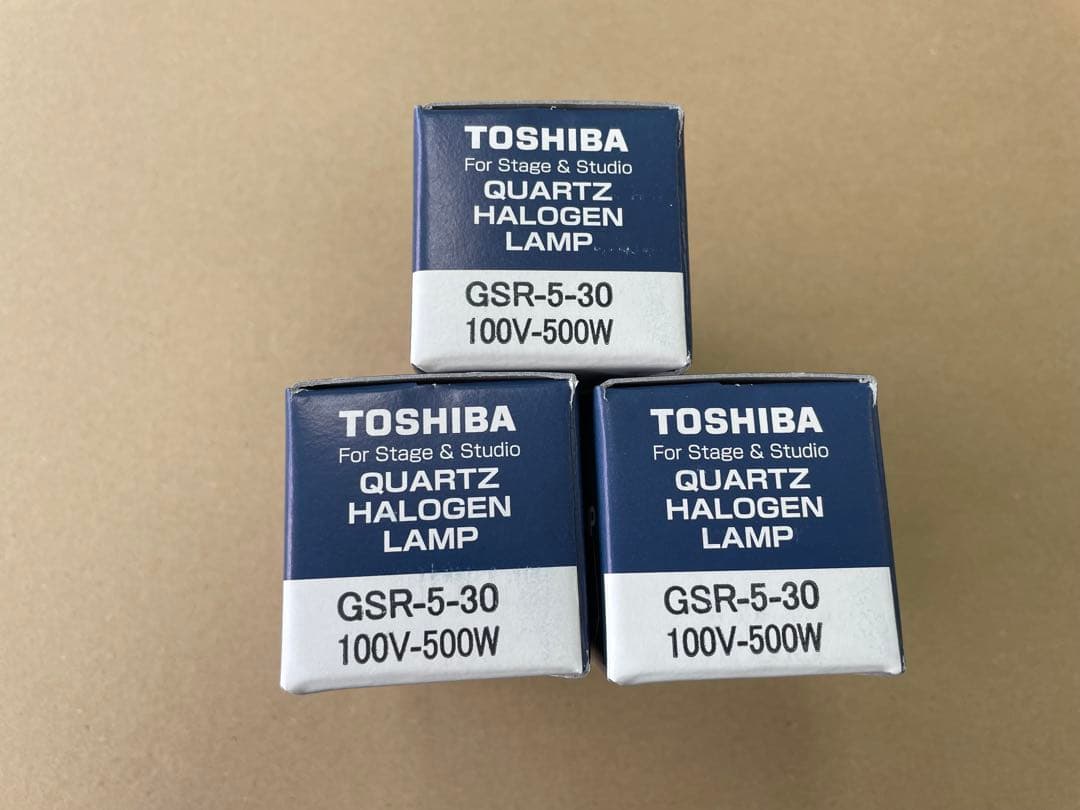 TOSHIBA
For Stage & Studio
QUARTZ
HALOGEN
LAMP
GSR-5-30
100V-500W
TOSHIBA
For Stage & Studio
QUARTZ
HALOGEN
LAMP
GSR-5-30
100V-500W
TOSHIBA
For Stage & Studio
QUARTZ
HALOGEN
LAMP
GSR-5-30
100V-500W